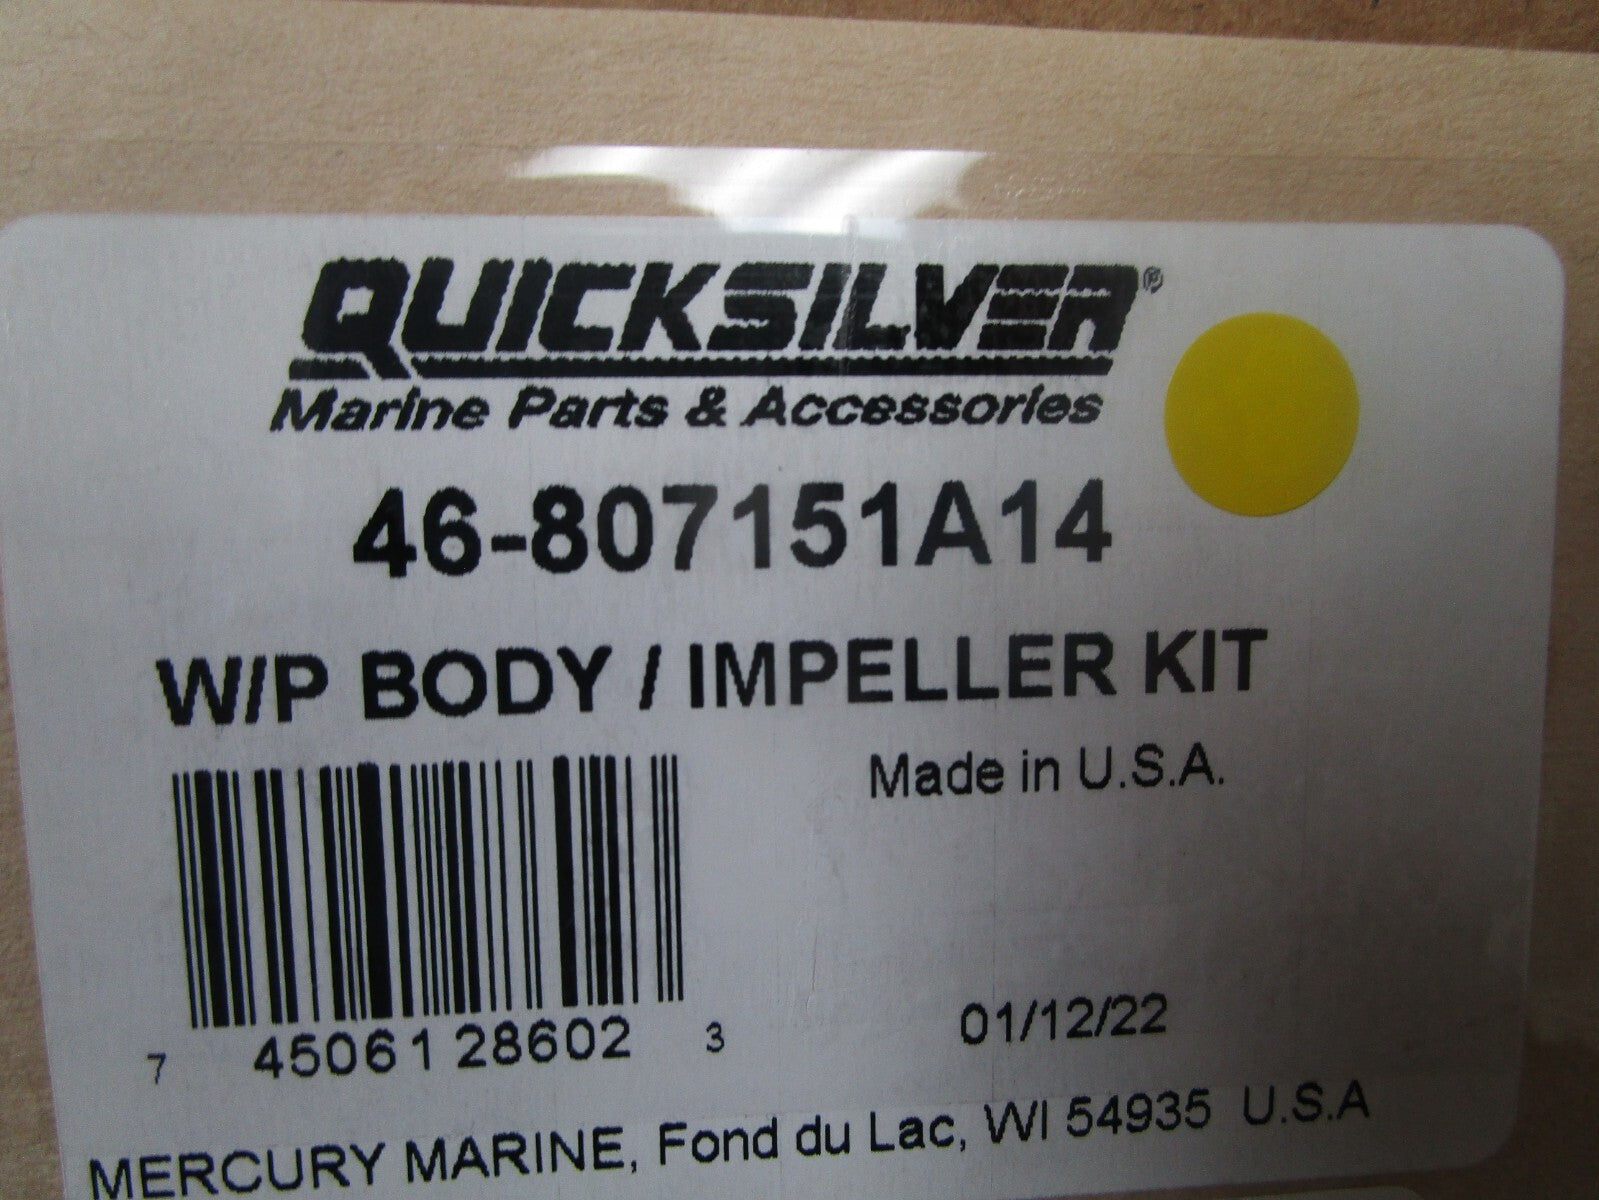 QUICKSILVER®
Marine Parts & Accessories
46-807151A14
W/P BODY / IMPELLER KIT
Made in U.S.A.
7 45061 28602 3
01/12/22
MERCURY MARINE, Fond du Lac, WI 54935 U.S.A